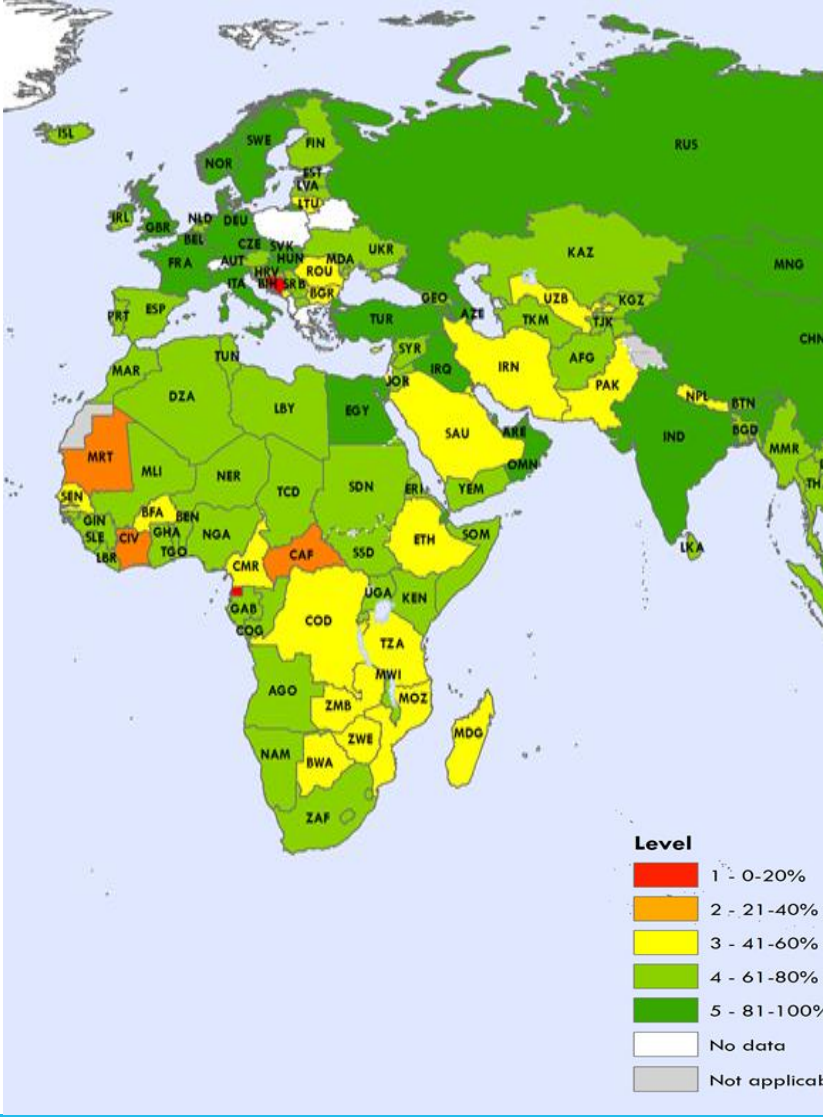 ISL
SWE
FIN
NOR
RUS
EST
LVA
LTU
IRL
GBR
NLD
DEU
BEL
CZE
SVK
UKR
KAZ
FRA
AUT
HUN
MDA
MNG
HRV
ROU
ITA
BIH
SRB
BGR
PRT
ESP
GEO
AZE
UZB
KGZ
TUR
TKM
TJK
CHN
TUN
SYR
AFG
MAR
JOR
IRQ
IRN
PAK
DZA
LBY
EGY
NPL
BTN
SAU
ARE
IND
BGD
MMR
MRT
MLI
NER
TCD
SDN
ERI
YEM
OMN
TH
SEN
BFA
BEN
GIN
SLE
CIV
GHA
NGA
LBR
TGO
CAF
SSD
ETH
SOM
LKA
CMR
GAB
UGA
KEN
COG
COD
TZA
AGO
MWI
ZMB
MOZ
NAM
BWA
ZWE
MDG
ZAF
Level
1 - 0-20%
2 - 21-40%
3 - 41-60%
4 - 61-80%
5 - 81-100%
No data
Not applicab